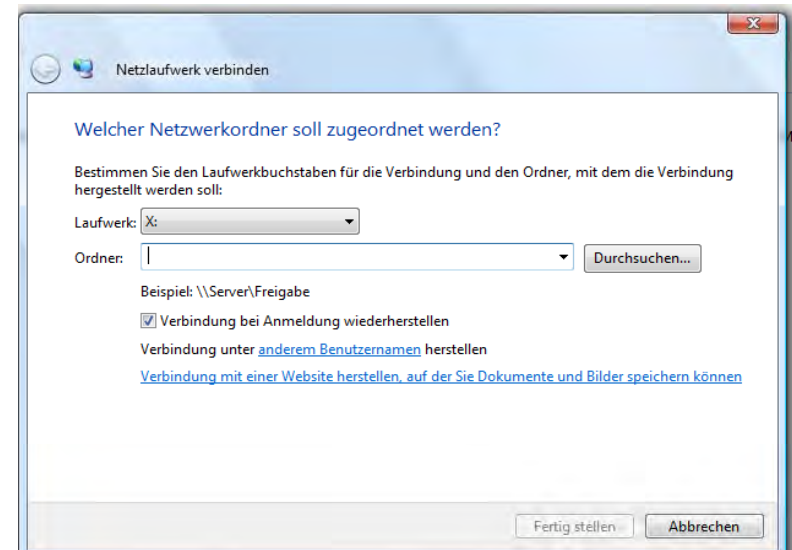 Netzlaufwerk verbinden
Welcher Netzwerkordner soll zugeordnet werden?
Bestimmen Sie den Laufwerkbuchstaben für die Verbindung und den Ordner, mit dem die Verbindung
hergestellt werden soll:
Laufwerk: X:
Ordner: Durchsuchen...
Beispiel: \\Server\Freigabe
Verbindung bei Anmeldung wiederherstellen
Verbindung unter anderem Benutzernamen herstellen
Verbindung mit einer Website herstellen, auf der Sie Dokumente und Bilder speichern können
Fertig stellen Abbrechen